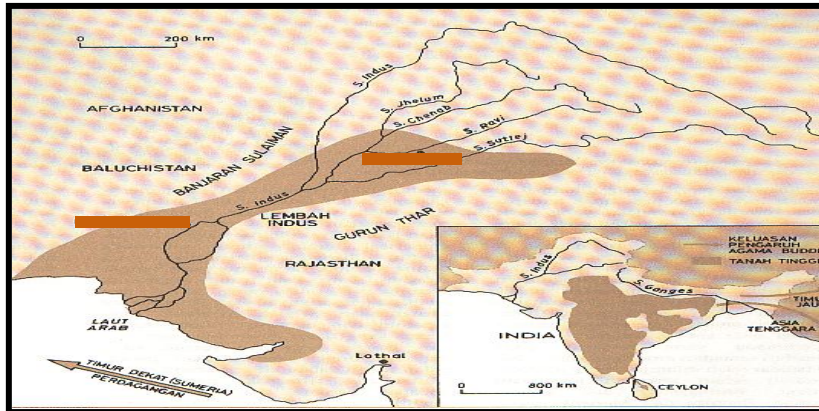 0 200 km
S. Indus
AFGHANISTAN
S. Jhelum
S. Chenab
S. Ravi
S. Sutlej
BALUCHISTAN
BANJARAN SULAIMAN
S. Indus
LEMBAH
INDUS
GURUN THAR
RAJASTHAN
LAUT
ARAB
Lothal
TIMUR DEKAT (SUMERIA)
PERDAGANGAN
KELUASAN
PENGARUH
AGAMA BUDD
TANAH TINGG
S. Indus
S. Ganges
TIMU
JAU
ASIA
TENGGARA
INDIA
0 800 km
CEYLON